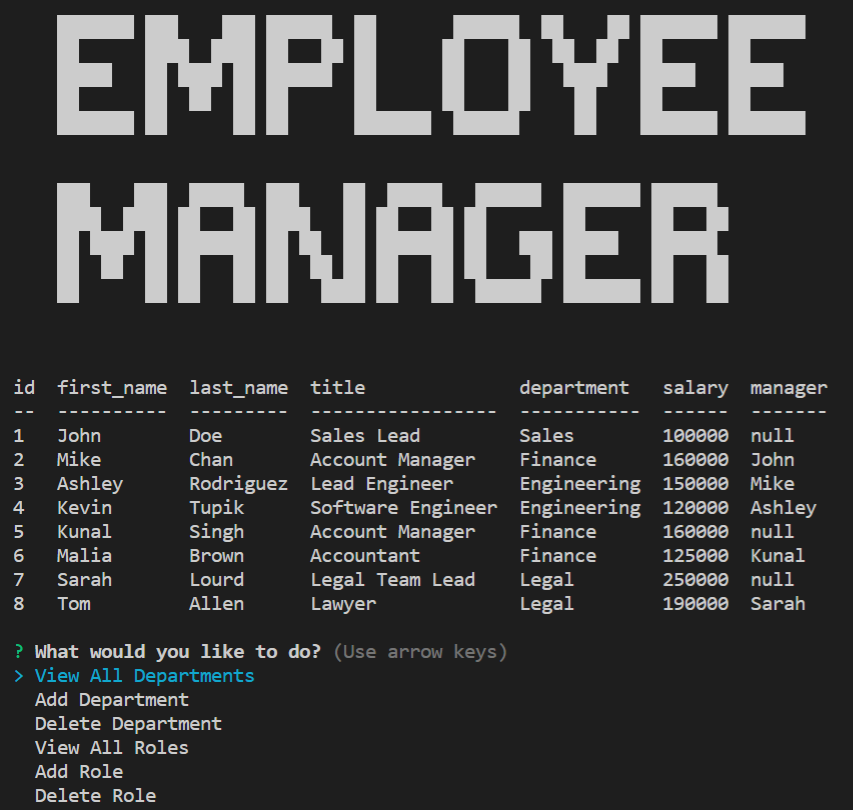 EMPLOYEE
MANAGER
id  first_name  last_name  title              department   salary  manager
--  ----------  ---------  -----------------  -----------  ------  -------
1   John        Doe        Sales Lead         Sales        100000  null
2   Mike        Chan       Account Manager    Finance      160000  John
3   Ashley      Rodriguez  Lead Engineer      Engineering  150000  Mike
4   Kevin       Tupik      Software Engineer  Engineering  120000  Ashley
5   Kunal       Singh      Account Manager    Finance      160000  null
6   Malia       Brown      Accountant         Finance      125000  Kunal
7   Sarah       Lourd      Legal Team Lead    Legal        250000  null
8   Tom         Allen      Lawyer             Legal        190000  Sarah
? What would you like to do? (Use arrow keys)
> View All Departments
  Add Department
  Delete Department
  View All Roles
  Add Role
  Delete Role